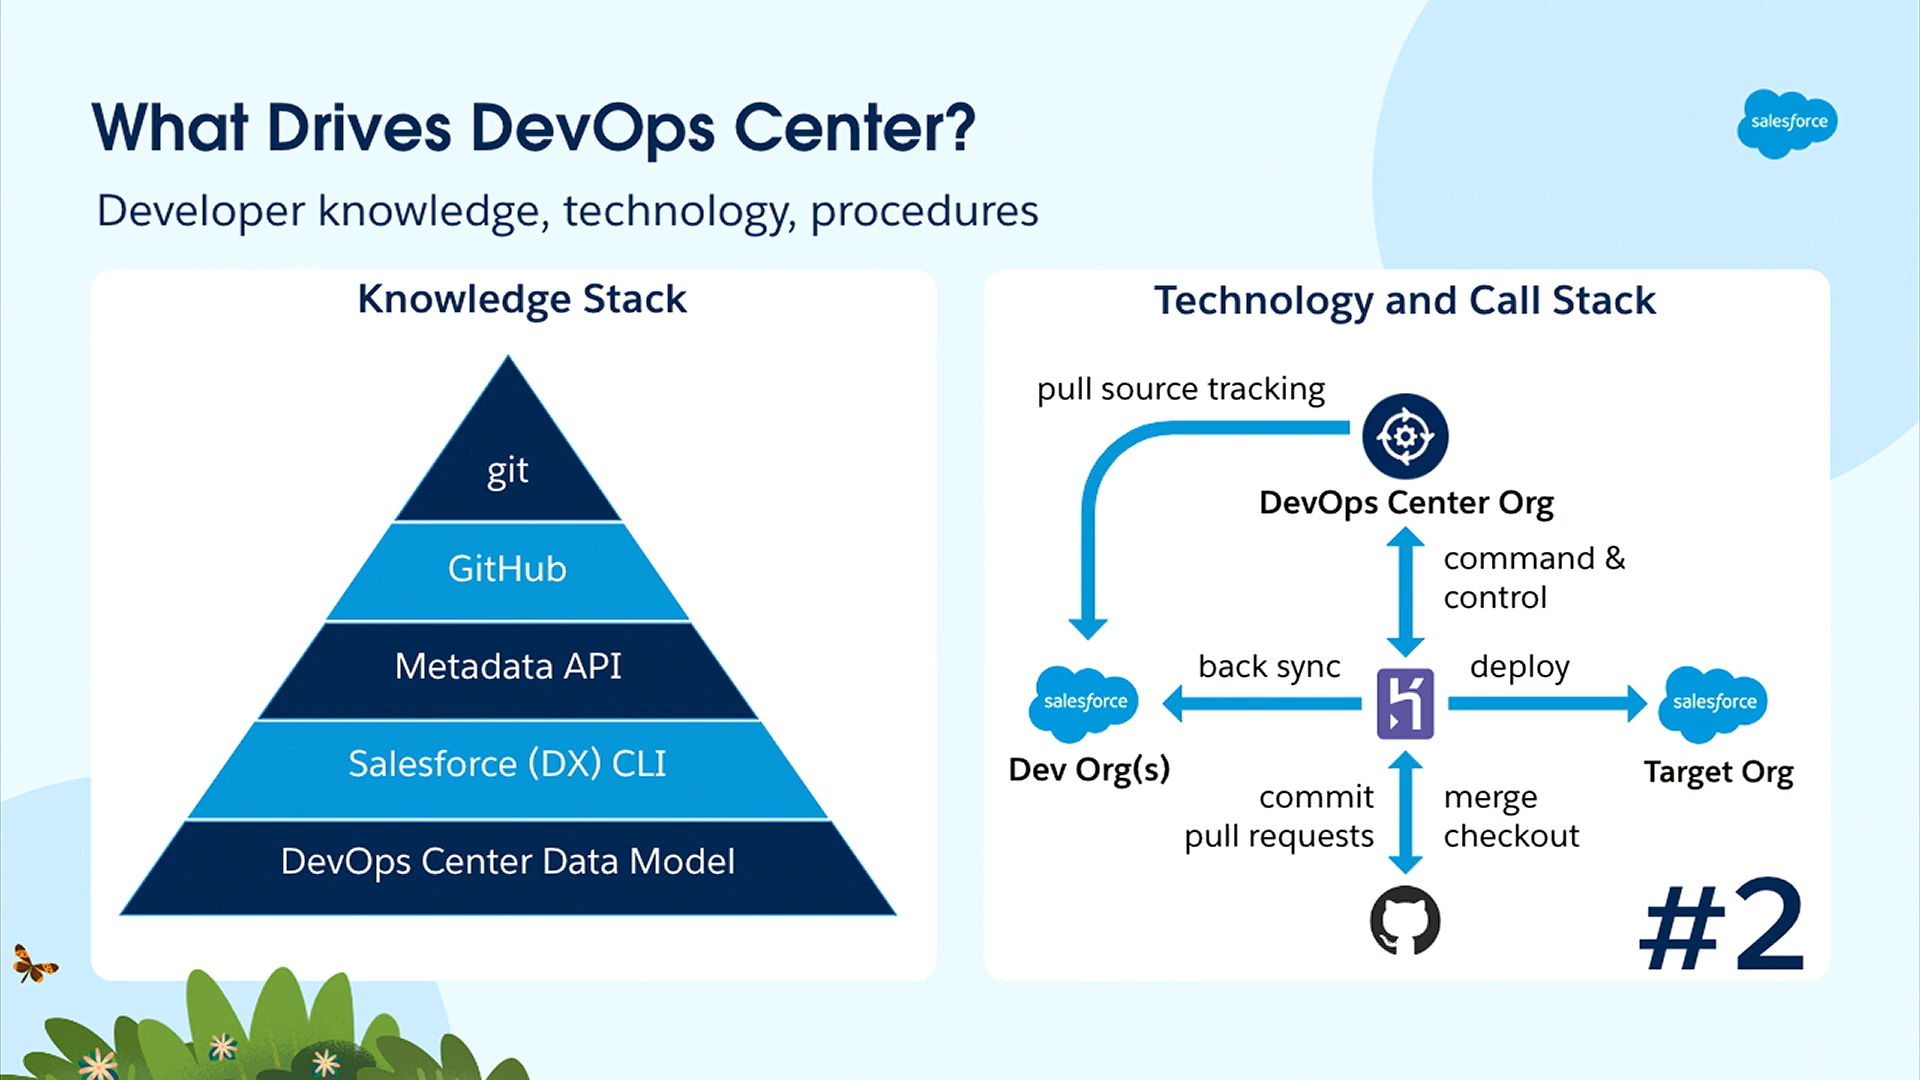 What Drives DevOps Center?
salesforce
Developer knowledge, technology, procedures
Knowledge Stack
git
GitHub
Metadata API
Salesforce (DX) CLI
DevOps Center Data Model
Technology and Call Stack
pull source tracking
DevOps Center Org
command &
control
back sync
deploy
salesforce
salesforce
Dev Org(s)
Target Org
commit
pull requests
merge
checkout
#2